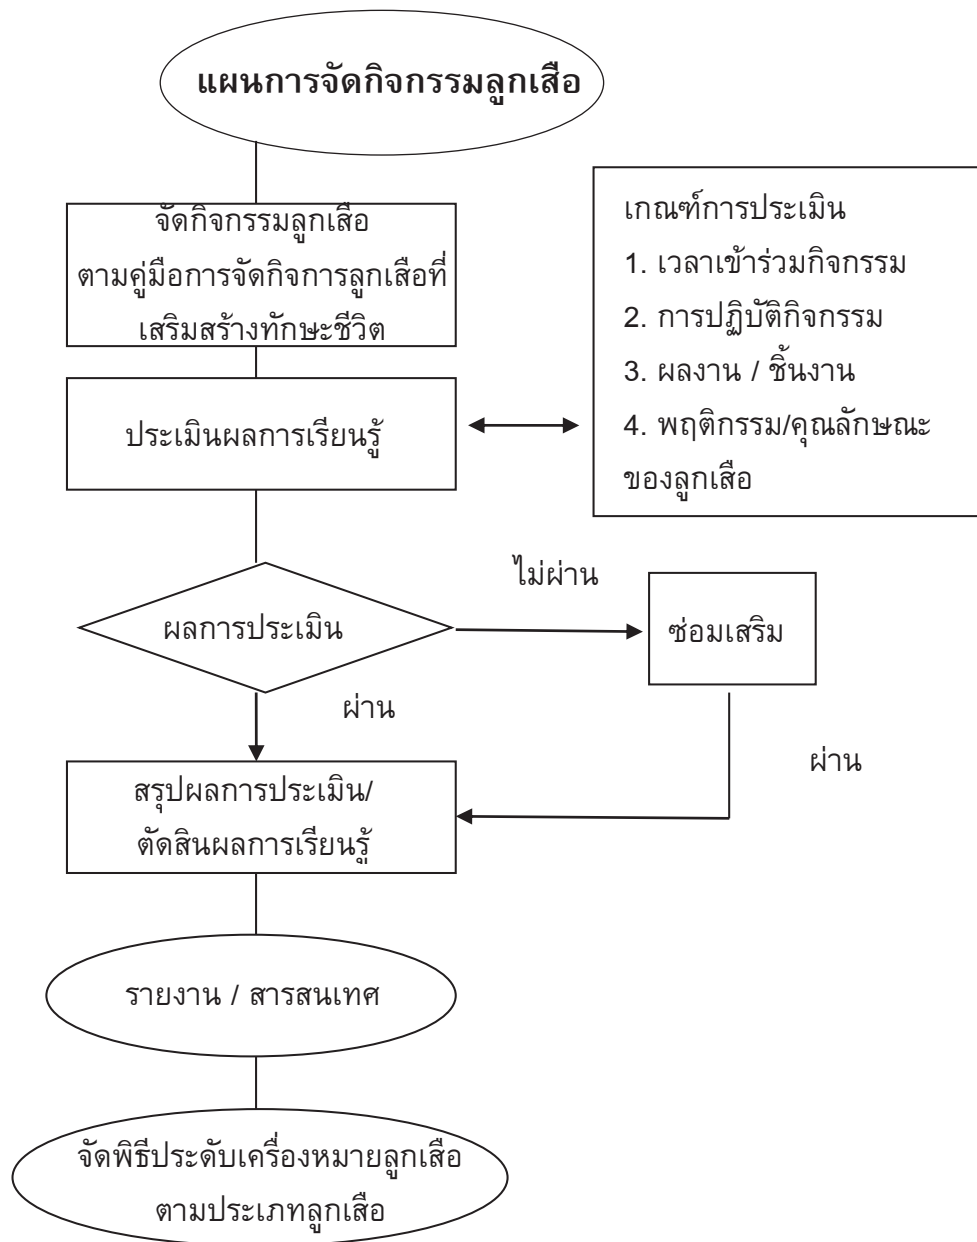 แผนการจัดกิจกรรมลูกเสือ
จัดกิจกรรมลูกเสือ
ตามคู่มือการจัดกิจการลูกเสือที่
เสริมสร้างทักษะชีวิต
เกณฑ์การประเมิน
1. เวลาเข้าร่วมกิจกรรม
2. การปฏิบัติกิจกรรม
3. ผลงาน / ชิ้นงาน
4. พฤติกรรม/คุณลักษณะ
ของลูกเสือ
ประเมินผลการเรียนรู้
ผลการประเมิน
ไม่ผ่าน
ซ่อมเสริม
ผ่าน
ผ่าน
สรุปผลการประเมิน/
ตัดสินผลการเรียนรู้
รายงาน / สารสนเทศ
จัดพิธีประดับเครื่องหมายลูกเสือ
ตามประเภทลูกเสือ